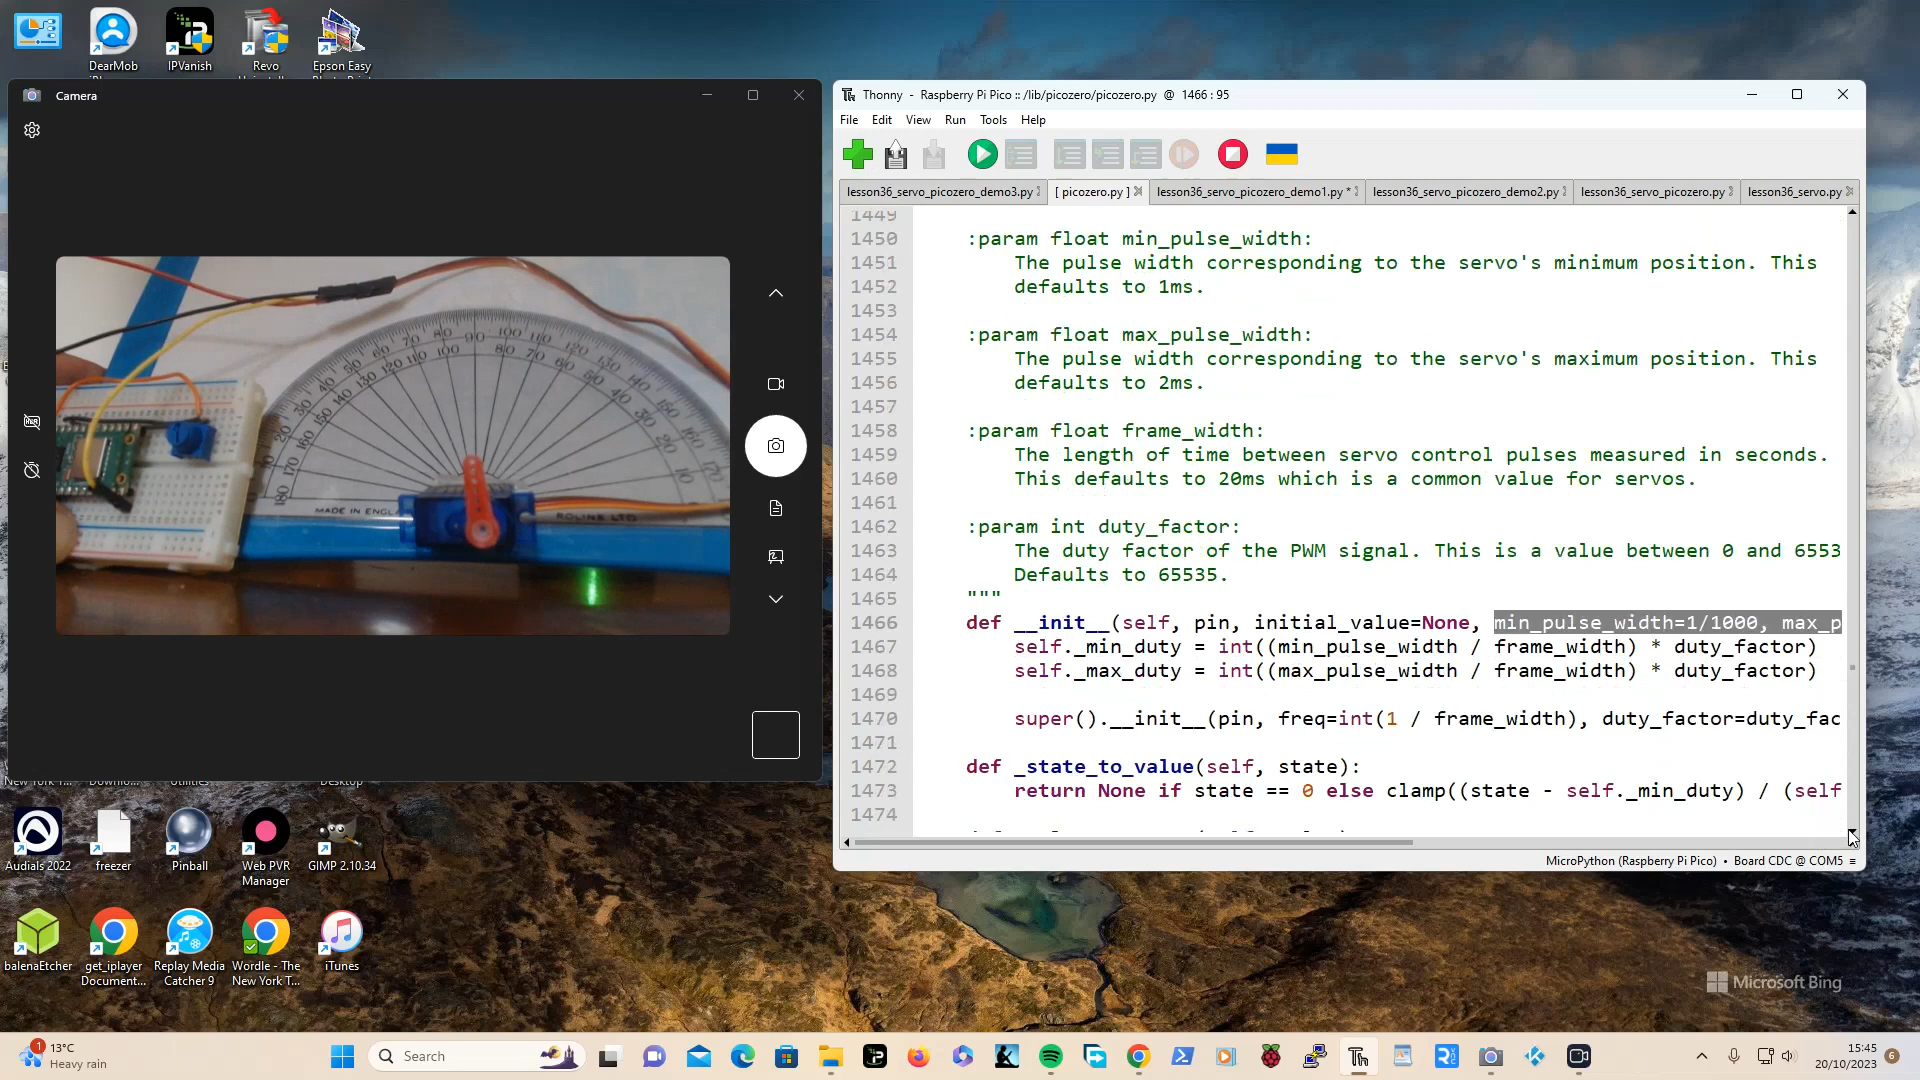 DearMob
IPVanish
Revo
Epson Easy
Camera
Thonny - Raspberry Pi Pico :: /lib/picozero/picozero.py @ 1466 : 95
File Edit View Run Tools Help
lesson36_servo_picozero_demo3.py
[ picozero.py ]
lesson36_servo_picozero_demo1.py *
lesson36_servo_picozero_demo2.py
lesson36_servo_picozero.py
lesson36_servo.py
1449
1450 :param float min_pulse_width:
1451 The pulse width corresponding to the servo's minimum position. This
1452 defaults to 1ms.
1453
1454 :param float max_pulse_width:
1455 The pulse width corresponding to the servo's maximum position. This
1456 defaults to 2ms.
1457
1458 :param float frame_width:
1459 The length of time between servo control pulses measured in seconds.
1460 This defaults to 20ms which is a common value for servos.
1461
1462 :param int duty_factor:
1463 The duty factor of the PWM signal. This is a value between 0 and 6553
1464 Defaults to 65535.
1465 """
1466 def __init__(self, pin, initial_value=None, min_pulse_width=1/1000, max_p
1467 self._min_duty = int((min_pulse_width / frame_width) * duty_factor)
1468 self._max_duty = int((max_pulse_width / frame_width) * duty_factor)
1469
1470 super().__init__(pin, freq=int(1 / frame_width), duty_factor=duty_fac
1471
1472 def _state_to_value(self, state):
1473 return None if state == 0 else clamp((state - self._min_duty) / (self
1474
MicroPython (Raspberry Pi Pico) • Board CDC @ COM5 ≡
MADE IN ENGLA
ROLINE LTD
Audials 2022
freezer
Pinball
Web PVR
Manager
GIMP 2.10.34
balenaEtcher
get_iplayer
Document...
Replay Media
Catcher 9
Wordle - The
New York T...
iTunes
Microsoft Bing
1
13°C
Heavy rain
Search
15:45
20/10/2023
6